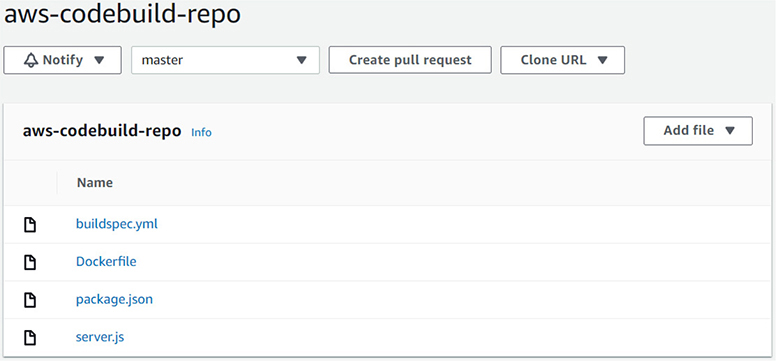 aws-codebuild-repo
Notify master Create pull request Clone URL
aws-codebuild-repo Info Add file
Name
buildspec.yml
Dockerfile
package.json
server.js